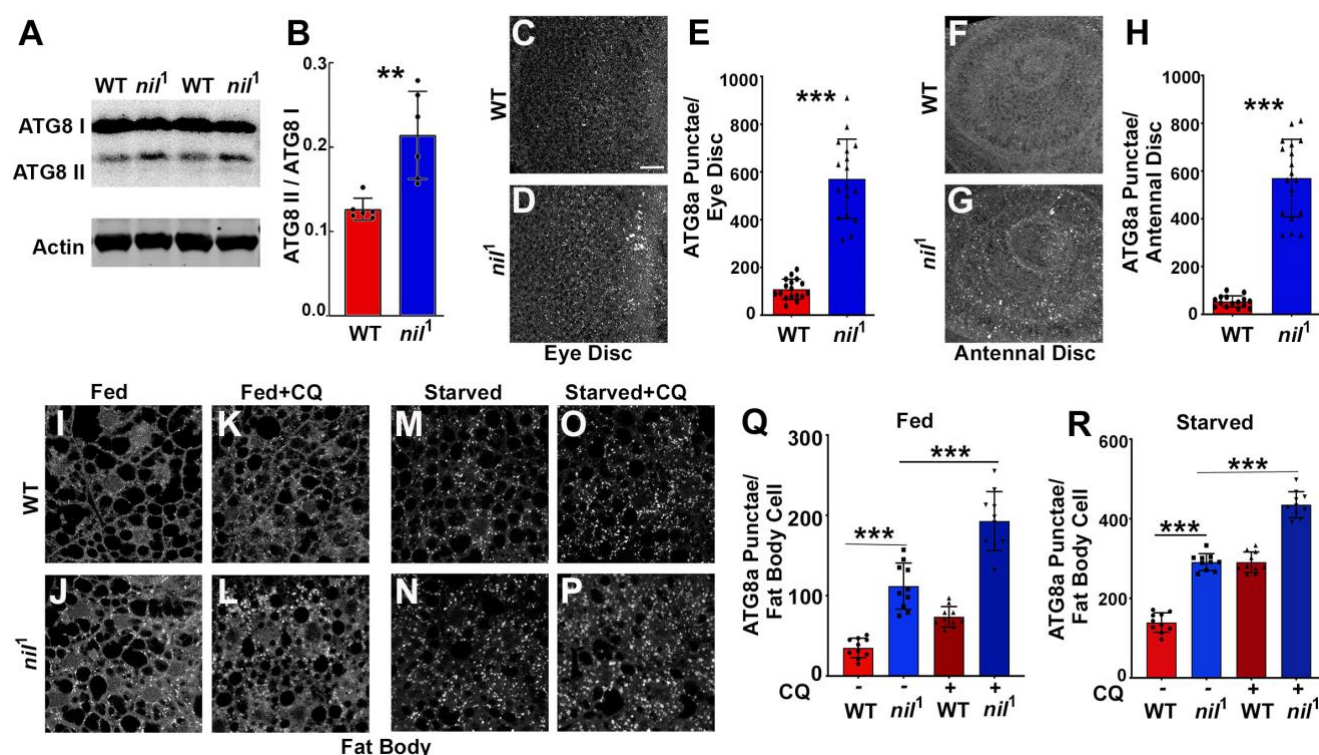 A
WT nil¹ WT nil¹
ATG8 I
ATG8 II
Actin
B
**
ATG8 II / ATG8 I
0.3
0.2
0.1
0.0
WT nil¹
C
WT
D
nil¹
Eye Disc
E
***
ATG8a Punctae/
Eye Disc
1000
800
600
400
200
0
WT nil¹
F
WT
G
nil¹
Antennal Disc
H
***
ATG8a Punctae/
Antennal Disc
1000
800
600
400
200
0
WT nil¹
Fed Fed+CQ Starved Starved+CQ
I K M O
WT
J L N P
nil¹
Fat Body
Q
Fed
***
***
ATG8a Punctae/
Fat Body Cell
300
200
100
0
CQ - - + +
WT nil¹ WT nil¹
R
Starved
***
***
ATG8a Punctae/
Fat Body Cell
600
400
200
0
CQ - - + +
WT nil¹ WT nil¹